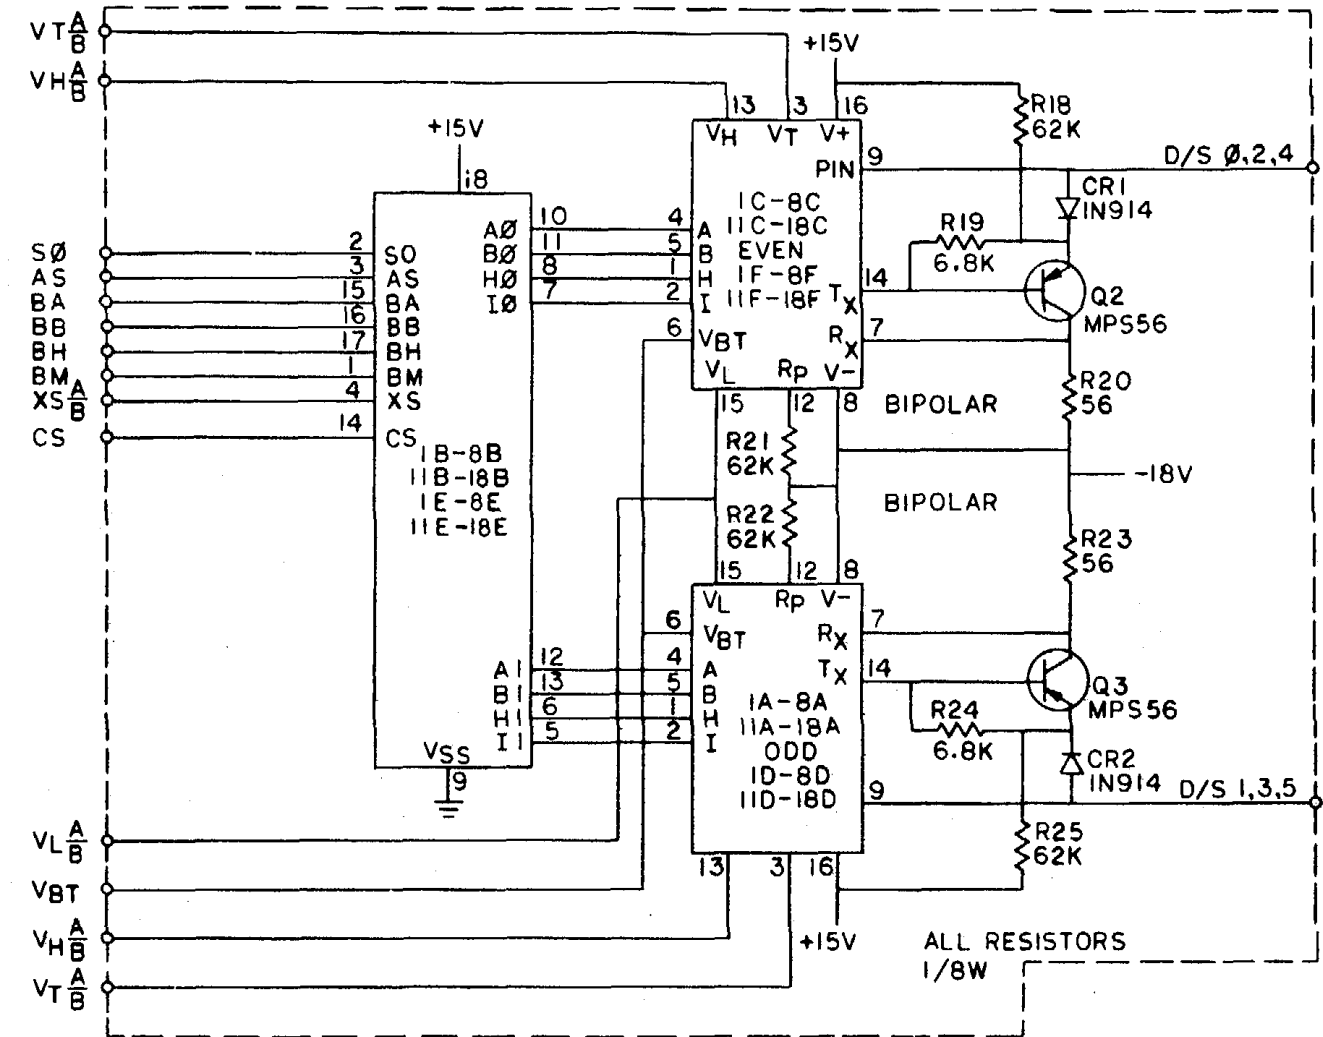 VT A/B
+15V
VH A/B
13 3 16
R18
62K
+15V
VH VT V+
PIN 9
D/S Ø,2,4
i8
CR1
1N914
1C-8C
11C-18C
EVEN
1F-8F
11F-18F
AØ 10 4 A
BØ 11 5 B
HØ 8 1 H
IØ 7 2 I
R19
6.8K
SØ 2 SO
AS 3 AS
BA 15 BA
BB 16 BB
BH 17 BH
BM 1 BM
XS A/B 4 XS
CS 14 CS
14 TX
Q2
MPS56
6 VBT
RX 7
VL RP V-
15 12 8
BIPOLAR
R20
56
R21
62K
1B-8B
11B-18B
1E-8E
11E-18E
-18V
BIPOLAR
R22
62K
R23
56
15 12 8
VL RP V-
6 VBT
RX 7
TX 14
A1 12 4 A
B1 13 5 B
H1 6 1 H
I1 5 2 I
Q3
MPS56
1A-8A
11A-18A
ODD
1D-8D
11D-18D
R24
6.8K
VSS
9
CR2
1N914
9
D/S 1,3,5
VL A/B
13 3 16
R25
62K
VBT
VH A/B
+15V
ALL RESISTORS
1/8W
VT A/B